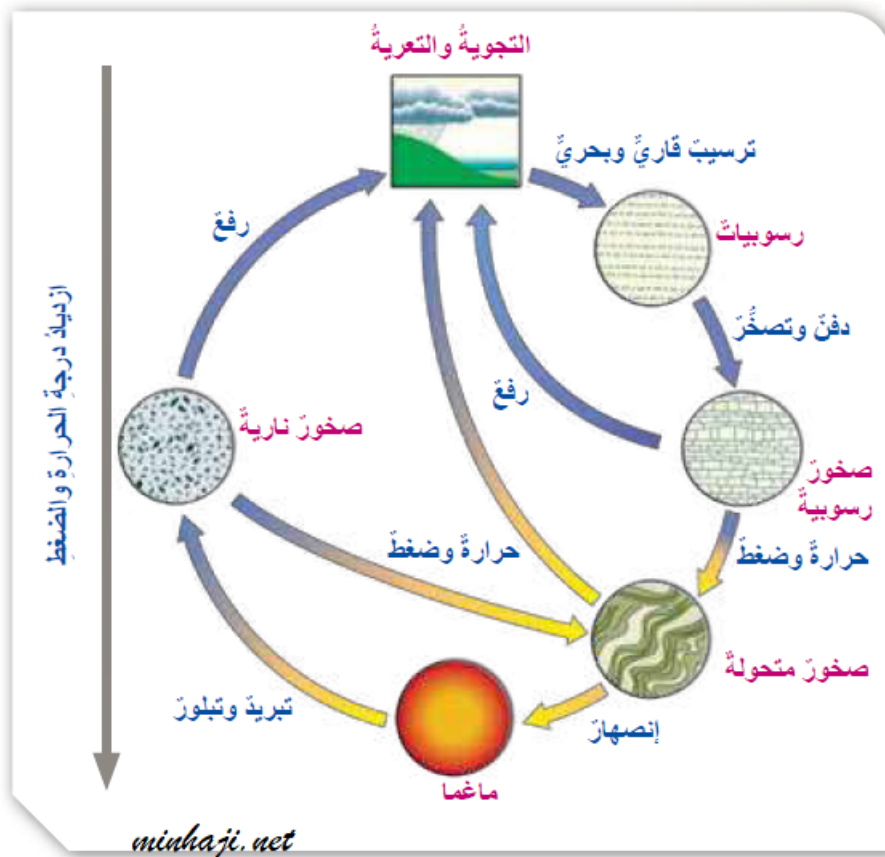 التجويةُ والتعريةُ
ترسيبٌ قاريٌّ وبحريٌّ
رسوبياتٌ
دفنٌ وتصخُّرٌ
رفعٌ
رفعٌ
صخورٌ ناريةٌ
صخورٌ
رسوبيةٌ
حرارةٌ وضغطٌ
حرارةٌ وضغطٌ
صخورٌ متحولةٌ
إنصهارٌ
تبريدٌ وتبلورٌ
ماغما
ازديادُ درجةِ الحرارةِ والضغطِ
minhaji.net